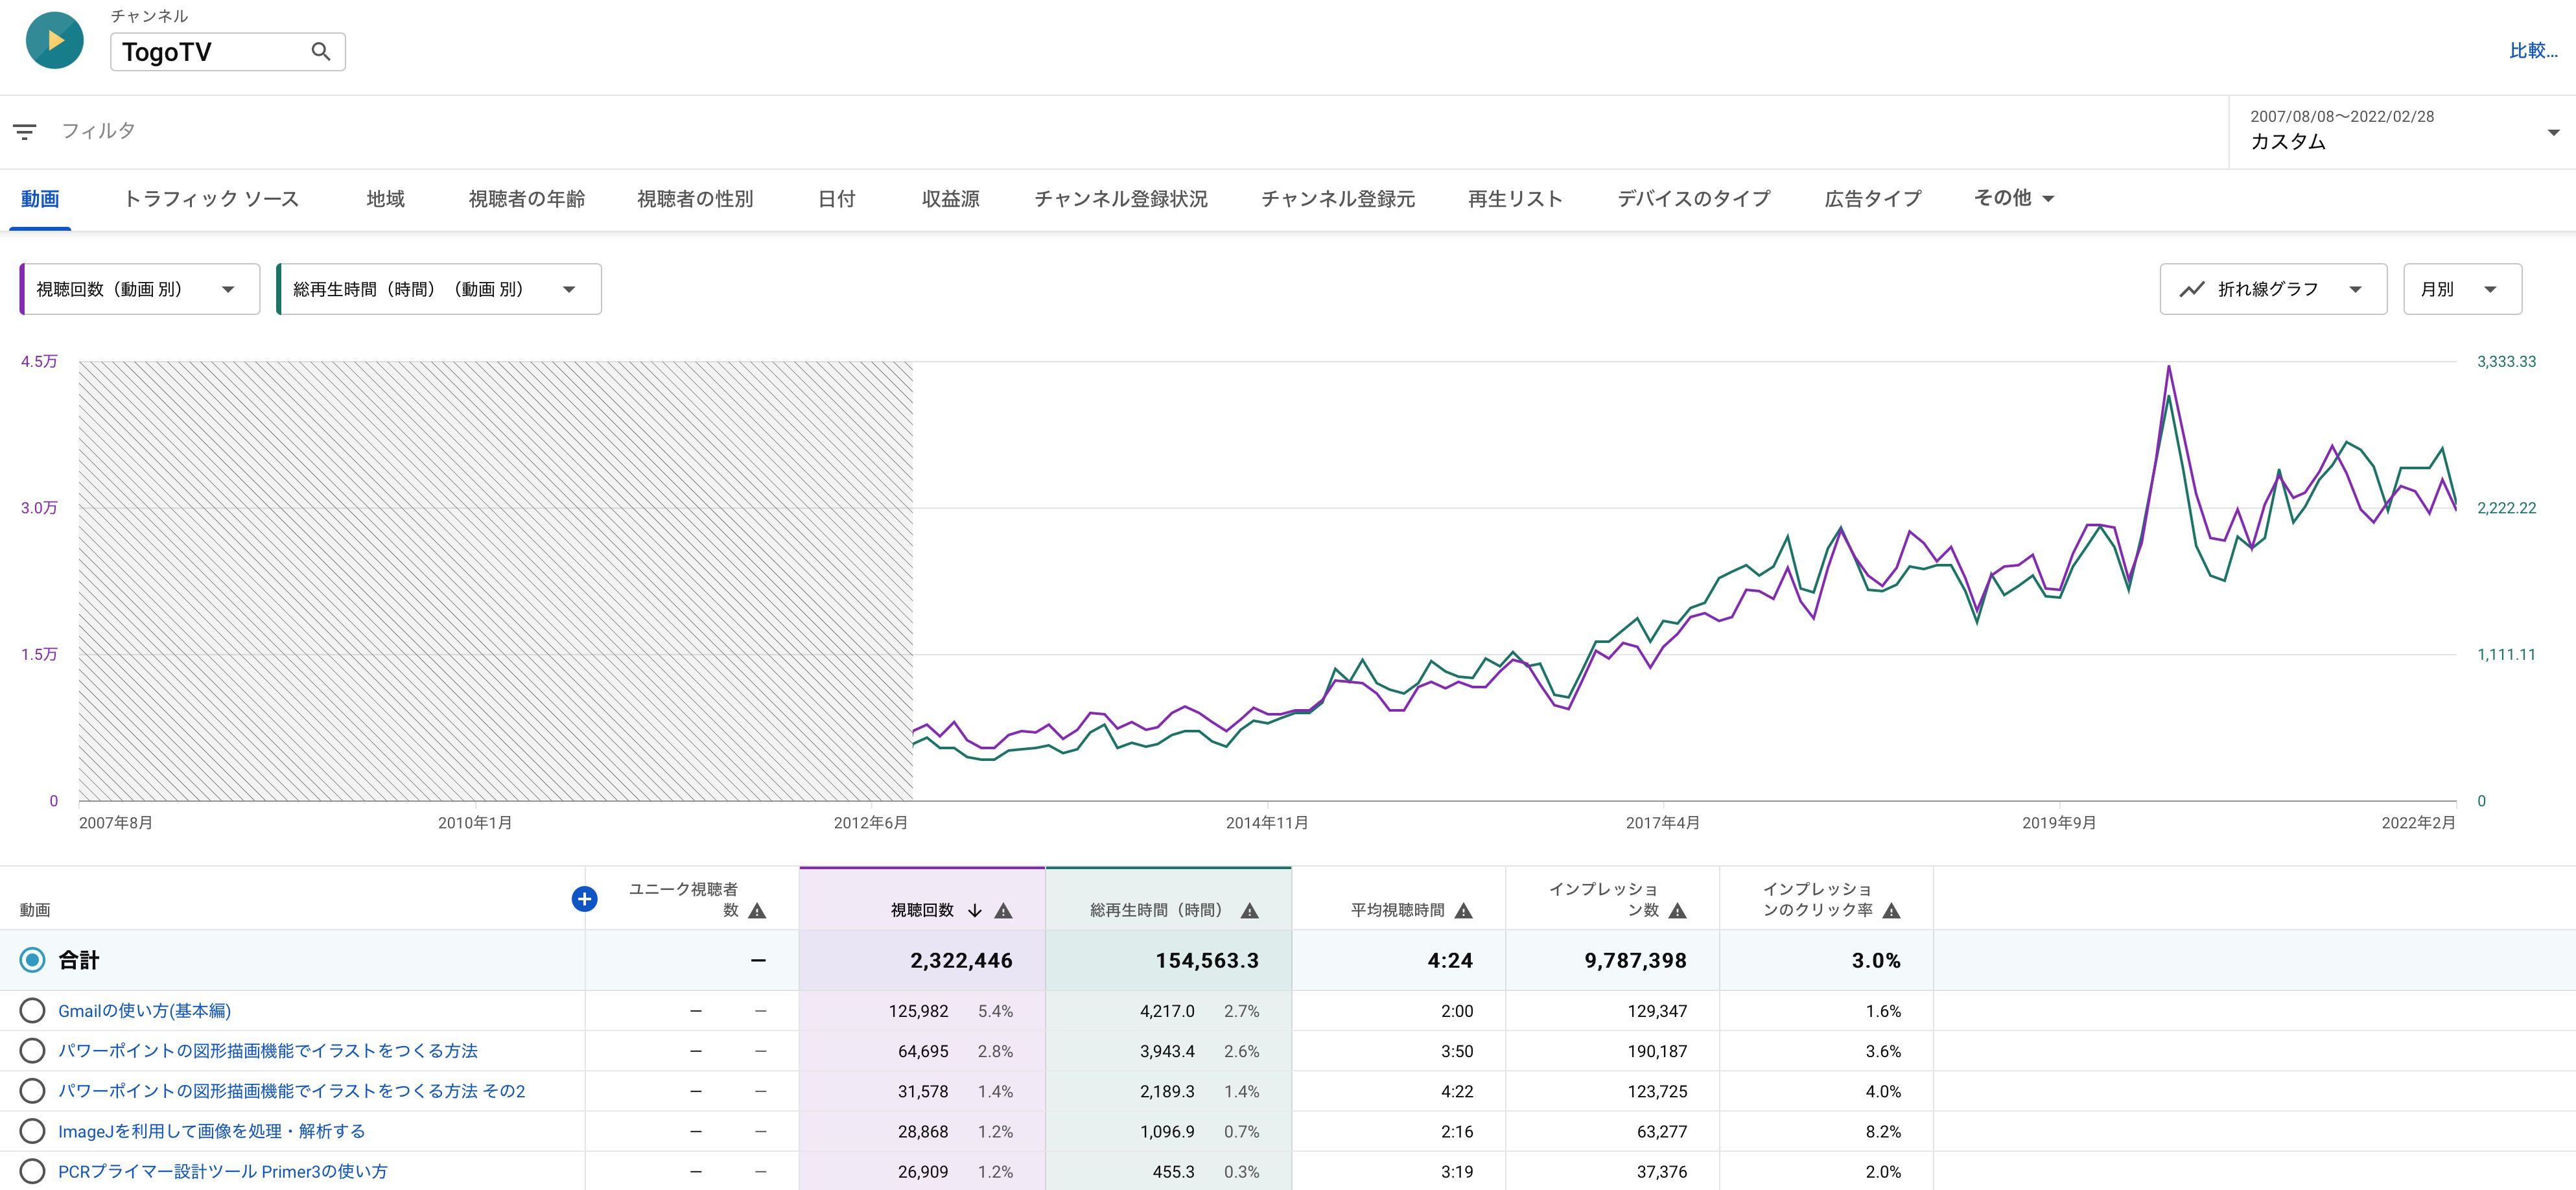 チャンネル
TogoTV
比較...
フィルタ
2007/08/08～2022/02/28
カスタム
動画 トラフィック ソース 地域 視聴者の年齢 視聴者の性別 日付 収益源 チャンネル登録状況 チャンネル登録元 再生リスト デバイスのタイプ 広告タイプ その他
視聴回数（動画 別） 総再生時間（時間）（動画 別） 折れ線グラフ 月別
4.5万 3,333.33
3.0万 2,222.22
1.5万 1,111.11
0 0
2007年8月 2010年1月 2012年6月 2014年11月 2017年4月 2019年9月 2022年2月
動画 ユニーク視聴者数 視聴回数 総再生時間（時間） 平均視聴時間 インプレッション数 インプレッションのクリック率
合計 — 2,322,446 154,563.3 4:24 9,787,398 3.0%
Gmailの使い方(基本編) — — 125,982 5.4% 4,217.0 2.7% 2:00 129,347 1.6%
パワーポイントの図形描画機能でイラストをつくる方法 — — 64,695 2.8% 3,943.4 2.6% 3:50 190,187 3.6%
パワーポイントの図形描画機能でイラストをつくる方法 その2 — — 31,578 1.4% 2,189.3 1.4% 4:22 123,725 4.0%
ImageJを利用して画像を処理・解析する — — 28,868 1.2% 1,096.9 0.7% 2:16 63,277 8.2%
PCRプライマー設計ツール Primer3の使い方 — — 26,909 1.2% 455.3 0.3% 3:19 37,376 2.0%